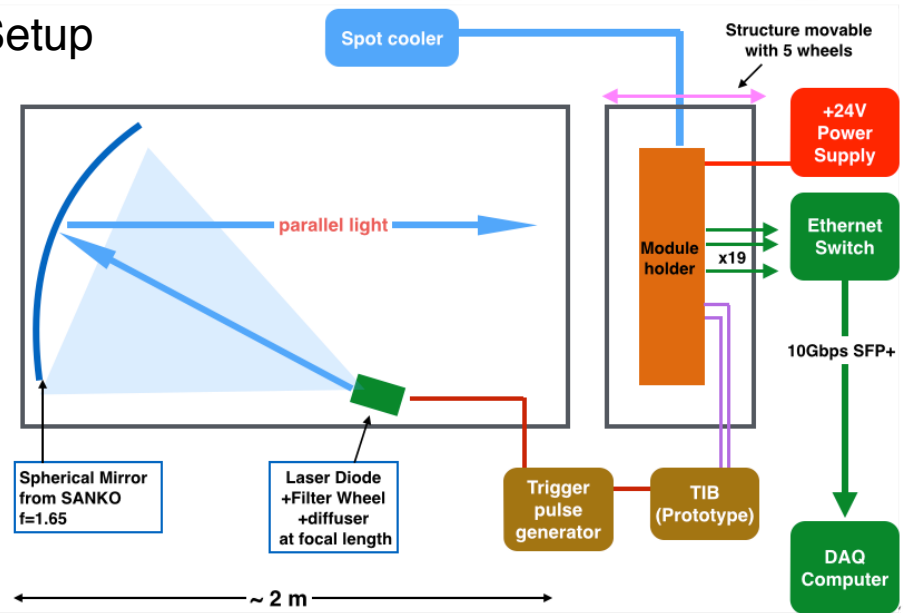 Setup
Spot cooler
Structure movable
with 5 wheels
+24V
Power
Supply
parallel light
Ethernet
Switch
Module
holder
x19
10Gbps SFP+
Spherical Mirror
from SANKO
f=1.65
Laser Diode
+Filter Wheel
+diffuser
at focal length
Trigger
pulse
generator
TIB
(Prototype)
DAQ
Computer
~ 2 m